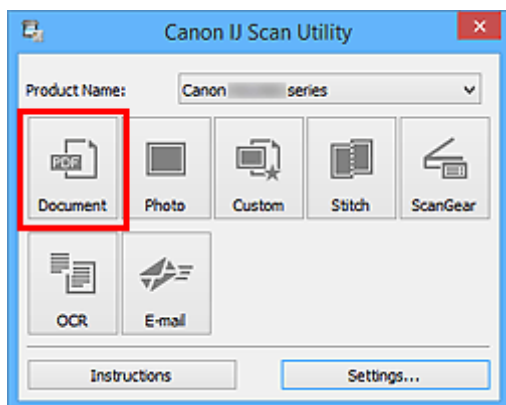 Canon IJ Scan Utility
Product Name: Canon series
PDF
Document Photo Custom Stitch ScanGear
OCR E-mail
Instructions Settings...